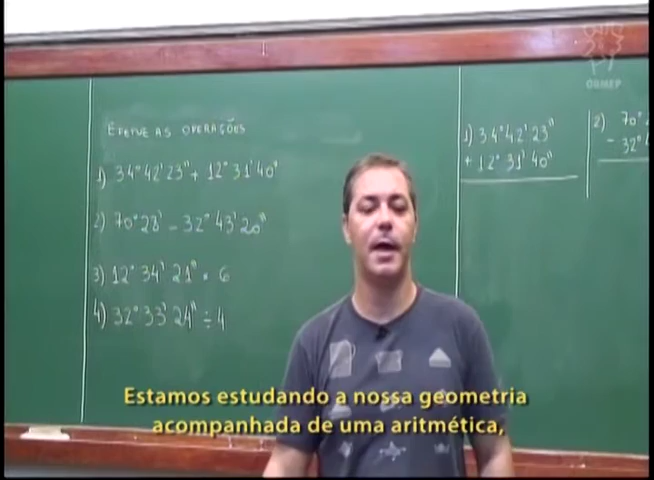 EFETUE AS OPERAÇÕES
1) 34° 42' 23" + 12° 31' 40"
2) 70° 28' - 32° 43' 20"
3) 12° 34' 21" × 6
4) 32° 33' 24" ÷ 4
1) 34° 42' 23"
+ 12° 31' 40"
2) 70°
- 32°
OBMEP
Estamos estudando a nossa geometria
acompanhada de uma aritmética,